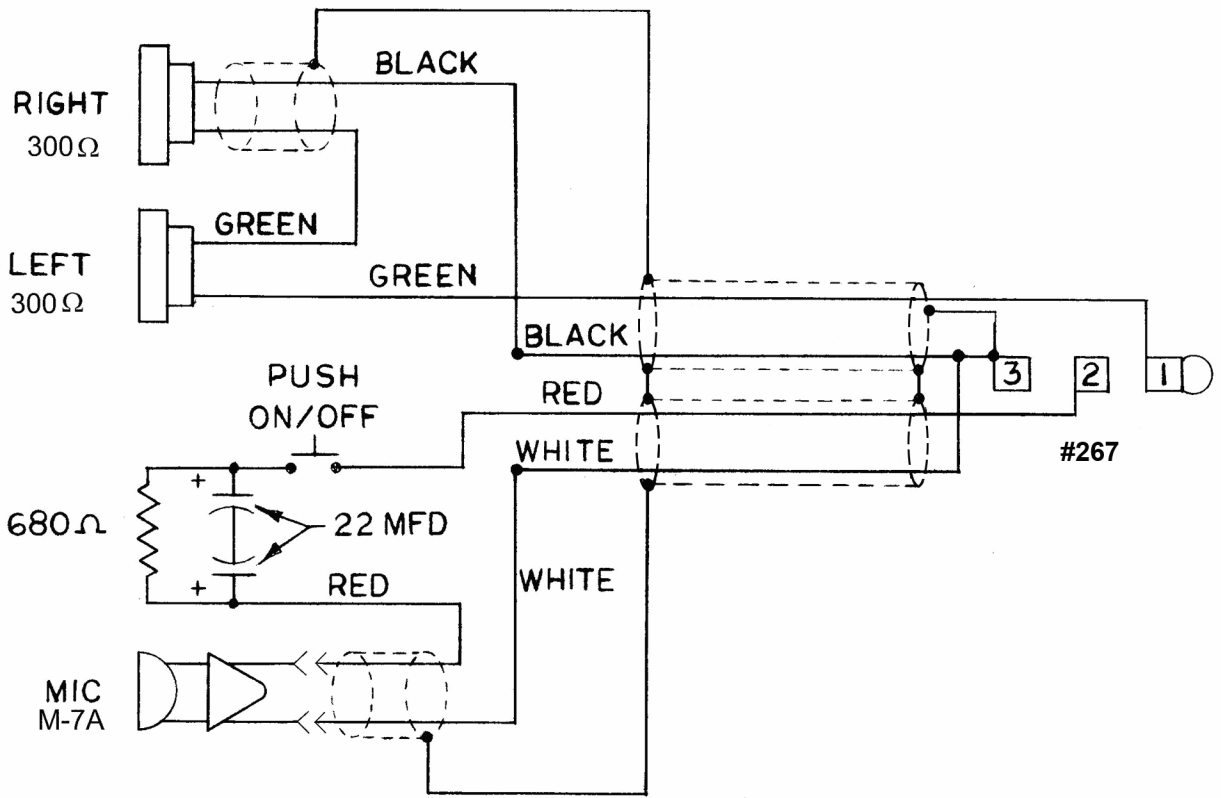 RIGHT
300Ω
BLACK
GREEN
LEFT
300Ω
GREEN
BLACK
3
2
1
PUSH
ON/OFF
RED
WHITE
#267
+
680Ω
22 MFD
+
RED
WHITE
MIC
M-7A